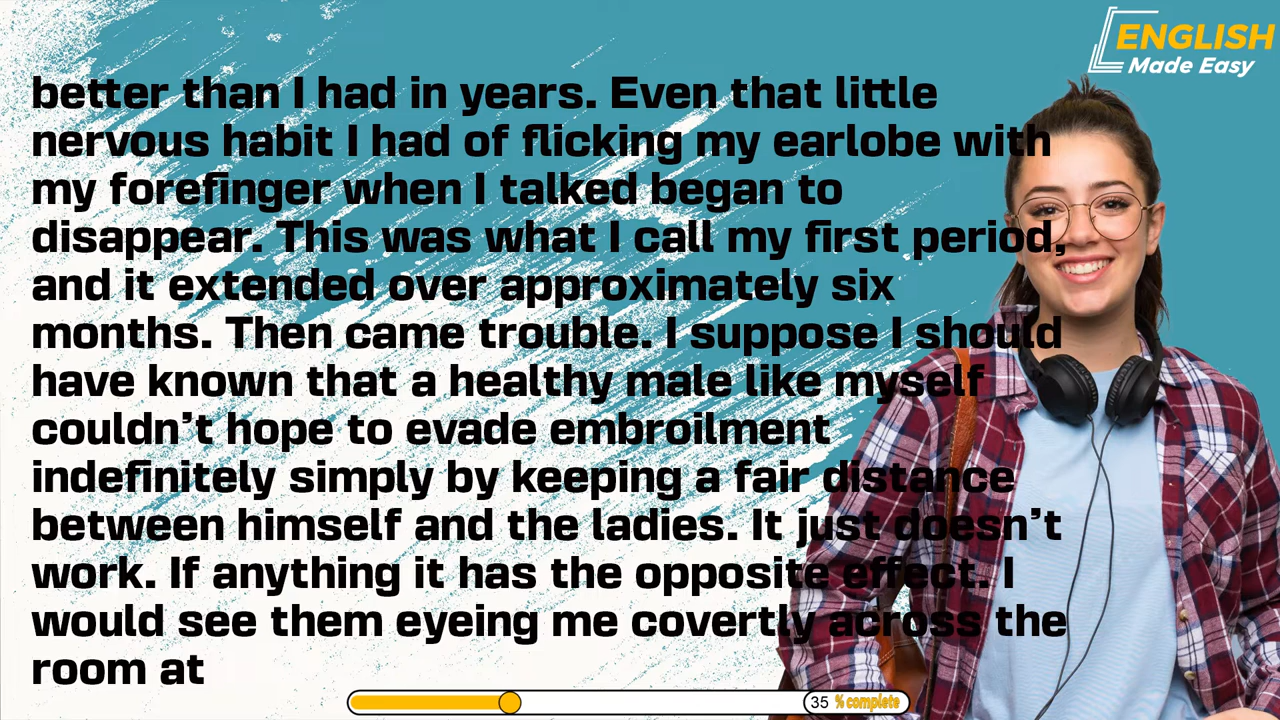 ENGLISH
Made Easy
better than I had in years. Even that little
nervous habit I had of flicking my earlobe with
my forefinger when I talked began to
disappear. This was what I call my first period,
and it extended over approximately six
months. Then came trouble. I suppose I should
have known that a healthy male like myself
couldn’t hope to evade embroilment
indefinitely simply by keeping a fair distance
between himself and the ladies. It just doesn’t
work. If anything it has the opposite effect. I
would see them eyeing me covertly across the
room at
35 % complete